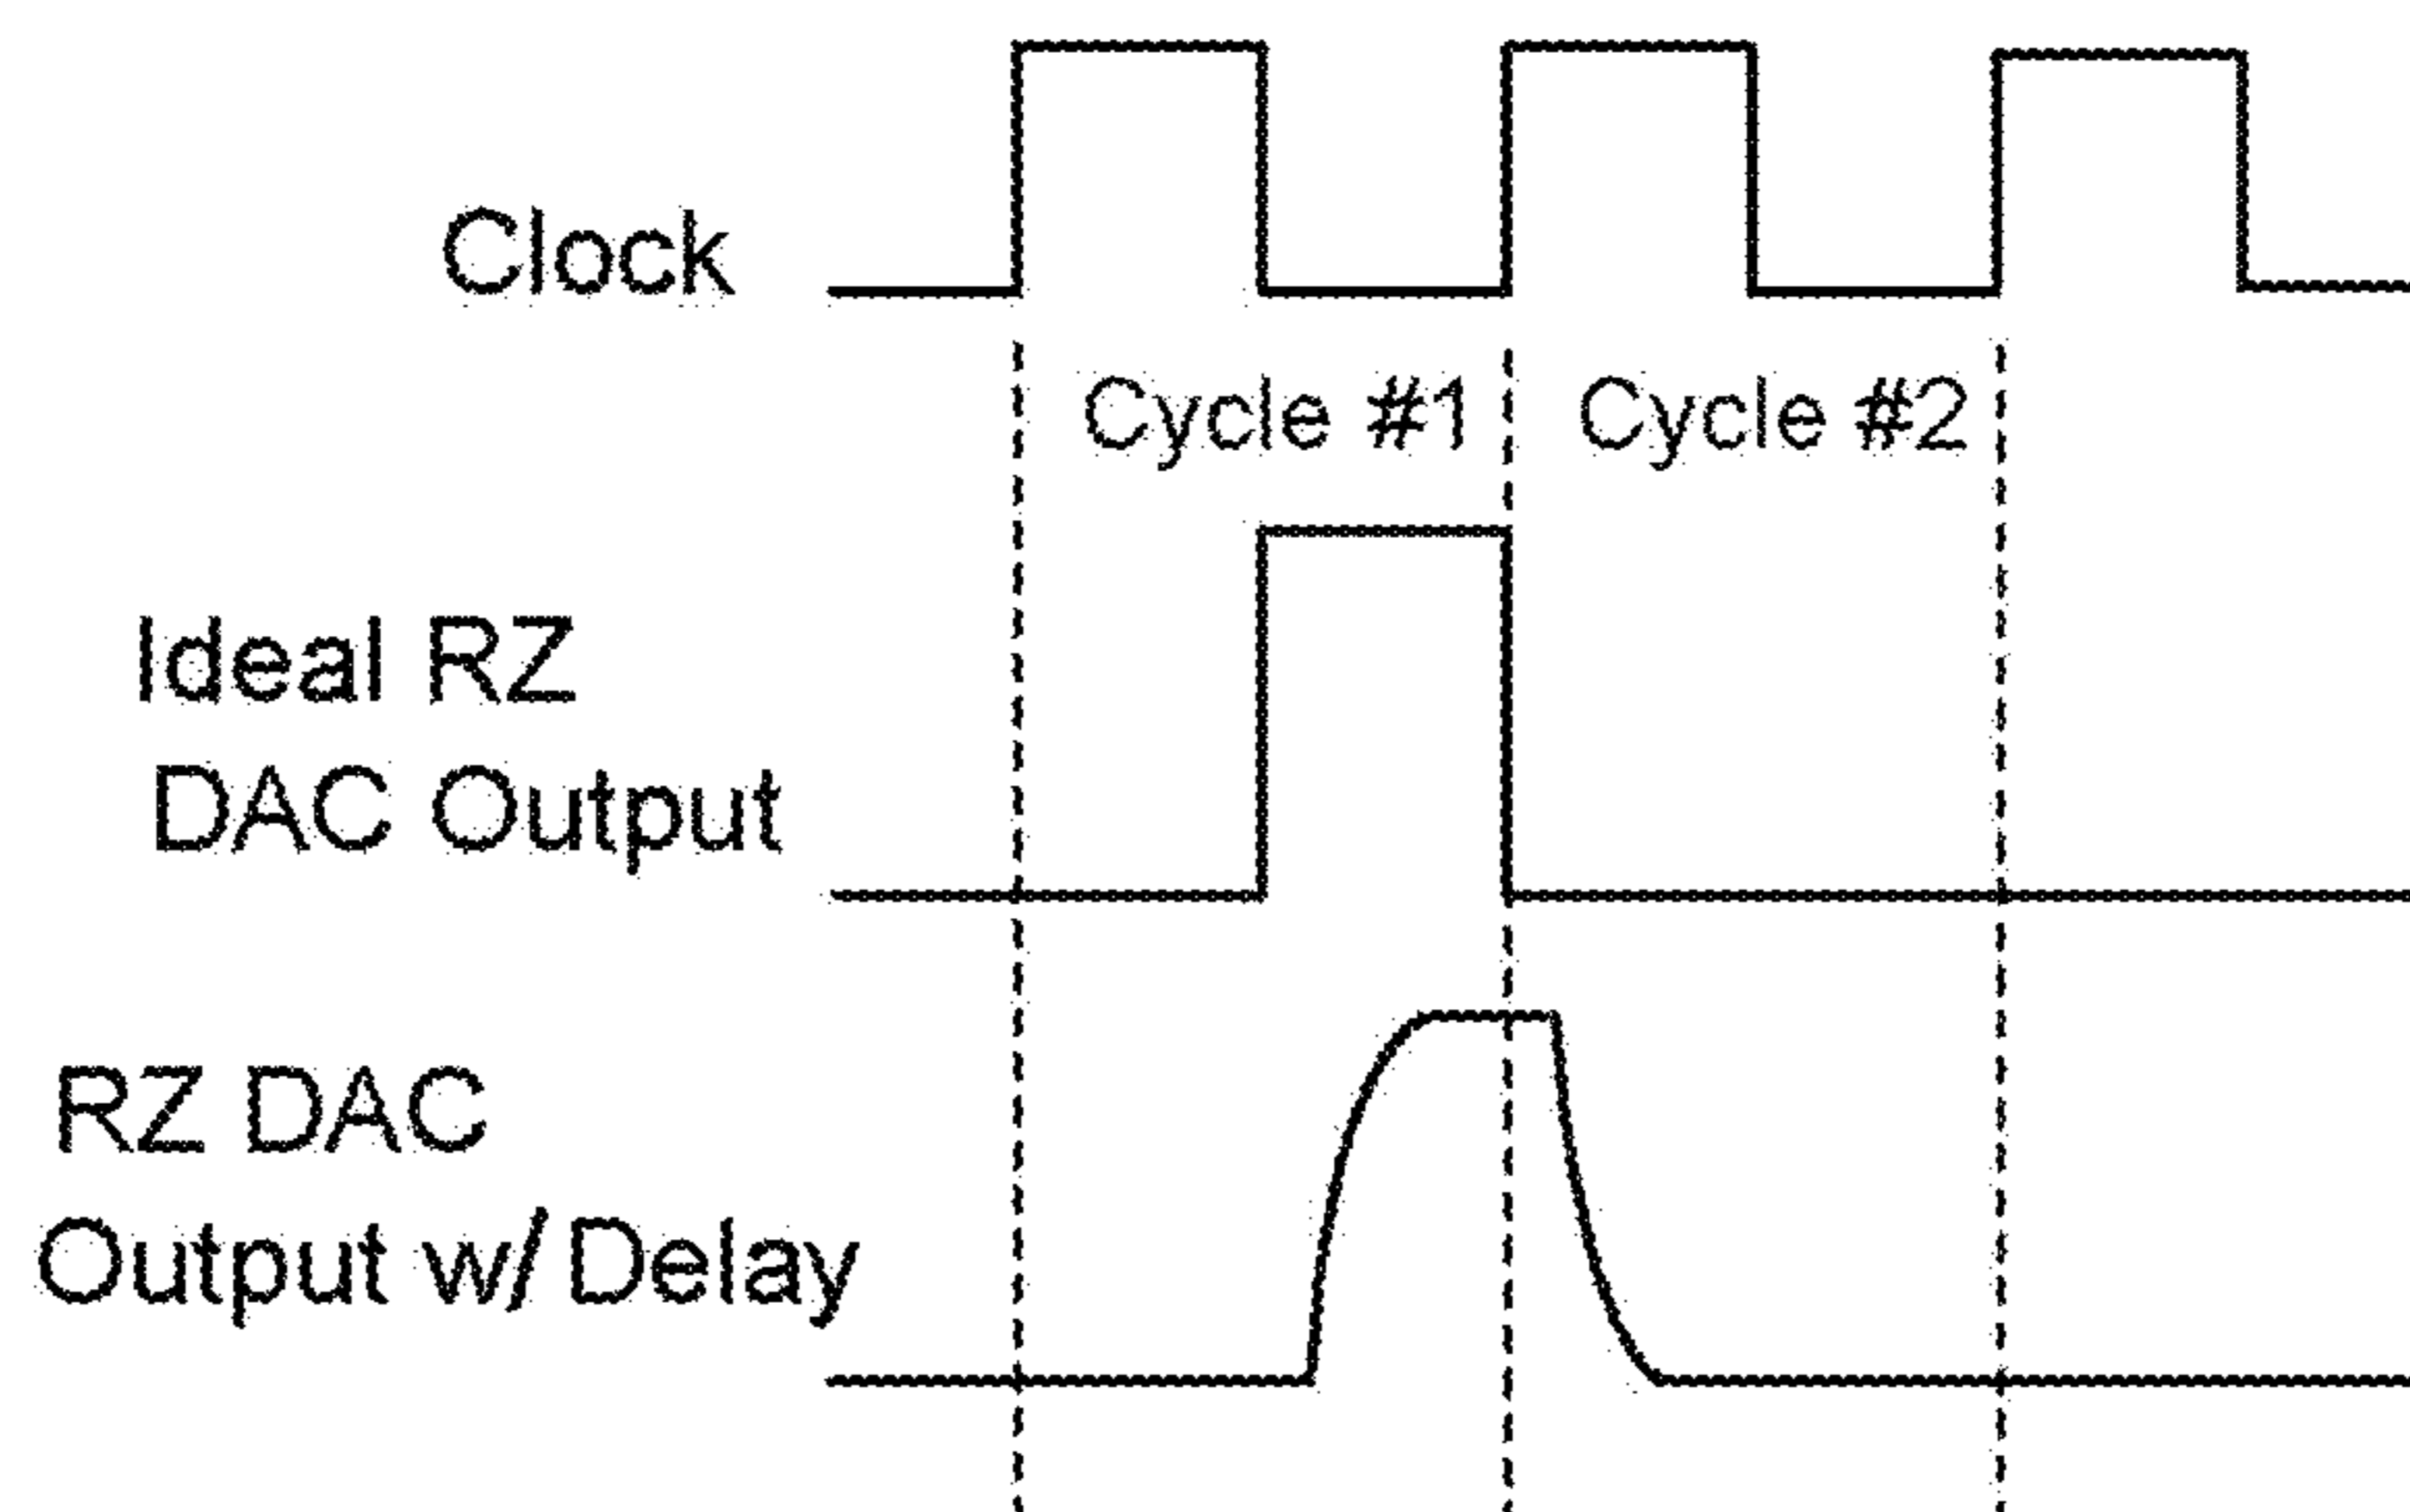 Clock
Cycle #1 Cycle #2
Ideal RZ
DAC Output
RZ DAC
Output w/Delay